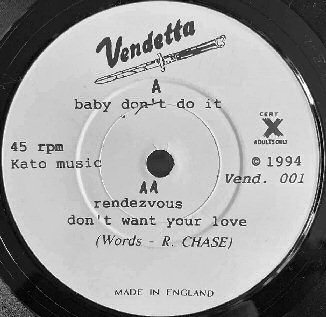 Vendetta
A
baby don't do it
45 rpm
Kato music
CERT
X
ADULTS ONLY
© 1994
Vend. 001
AA
rendezvous
don't want your love
(Words - R. CHASE)
MADE IN ENGLAND